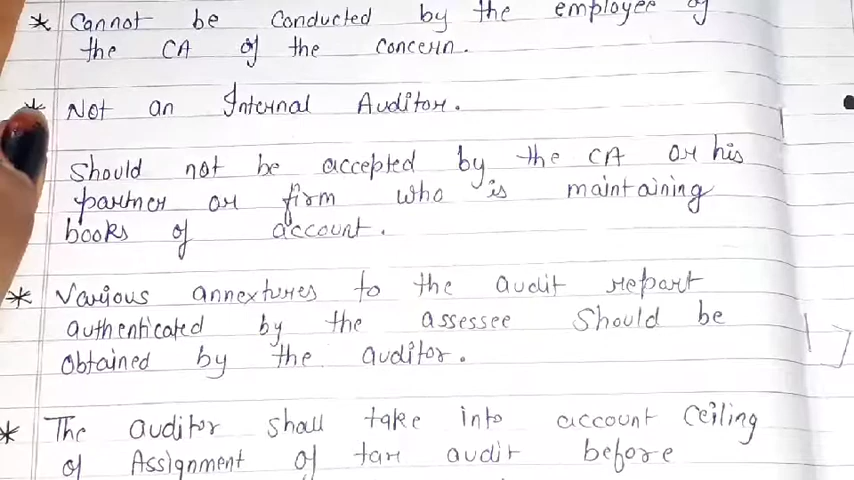 * Cannot be Conducted by the employee of
the CA of the concern.
* Not an Internal Auditor.
Should not be accepted by the CA or his
partner or firm who is maintaining
books of account.
* Various annextures to the audit report
authenticated by the assessee Should be
obtained by the auditor.
* The auditor shall take into account Ceiling
of Assignment of tax audit before